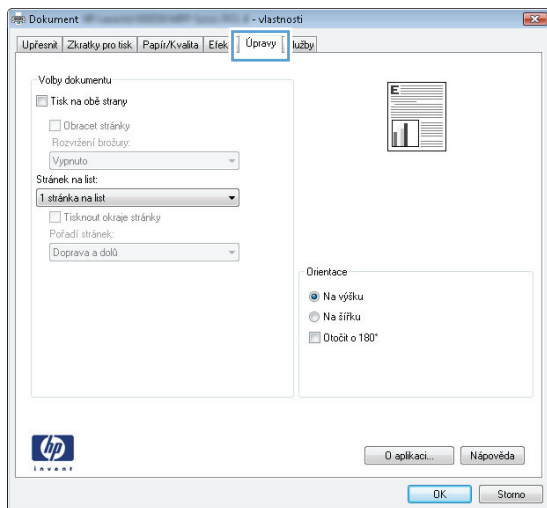 Dokument - vlastnosti
Upřesnit Zkratky pro tisk Papír/Kvalita Efek Úpravy lužby
Volby dokumentu
Tisk na obě strany
Obracet stránky
Rozvržení brožury:
Vypnuto
Stránek na list:
1 stránka na list
Tisknout okraje stránky
Pořadí stránek:
Doprava a dolů
E
Orientace
Na výšku
Na šířku
Otočit o 180°
hp
invent
O aplikaci... Nápověda
OK Storno